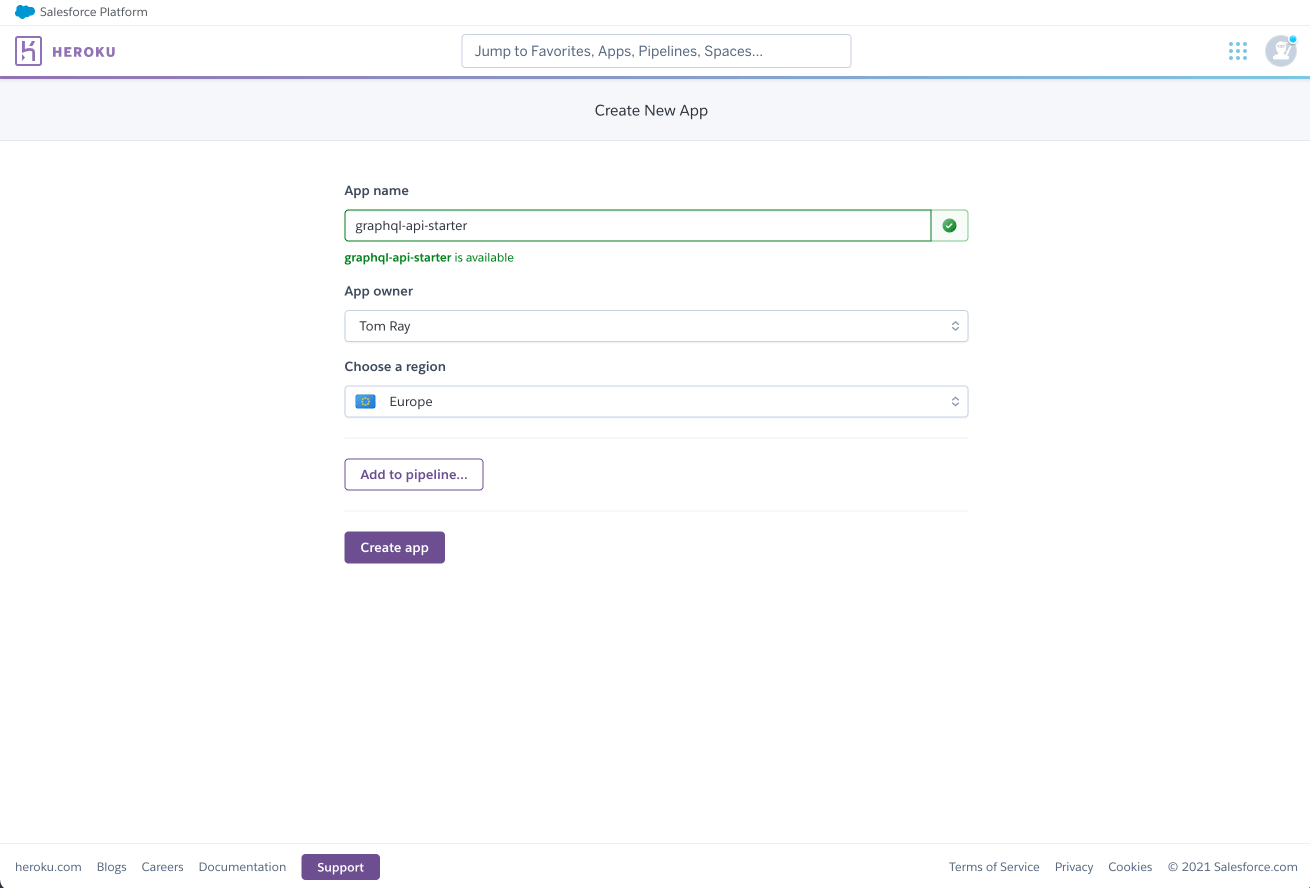 Salesforce Platform
HEROKU
Jump to Favorites, Apps, Pipelines, Spaces...
Create New App
App name
graphql-api-starter
graphql-api-starter is available
App owner
Tom Ray
Choose a region
Europe
Add to pipeline...
Create app
heroku.com Blogs Careers Documentation Support Terms of Service Privacy Cookies © 2021 Salesforce.com